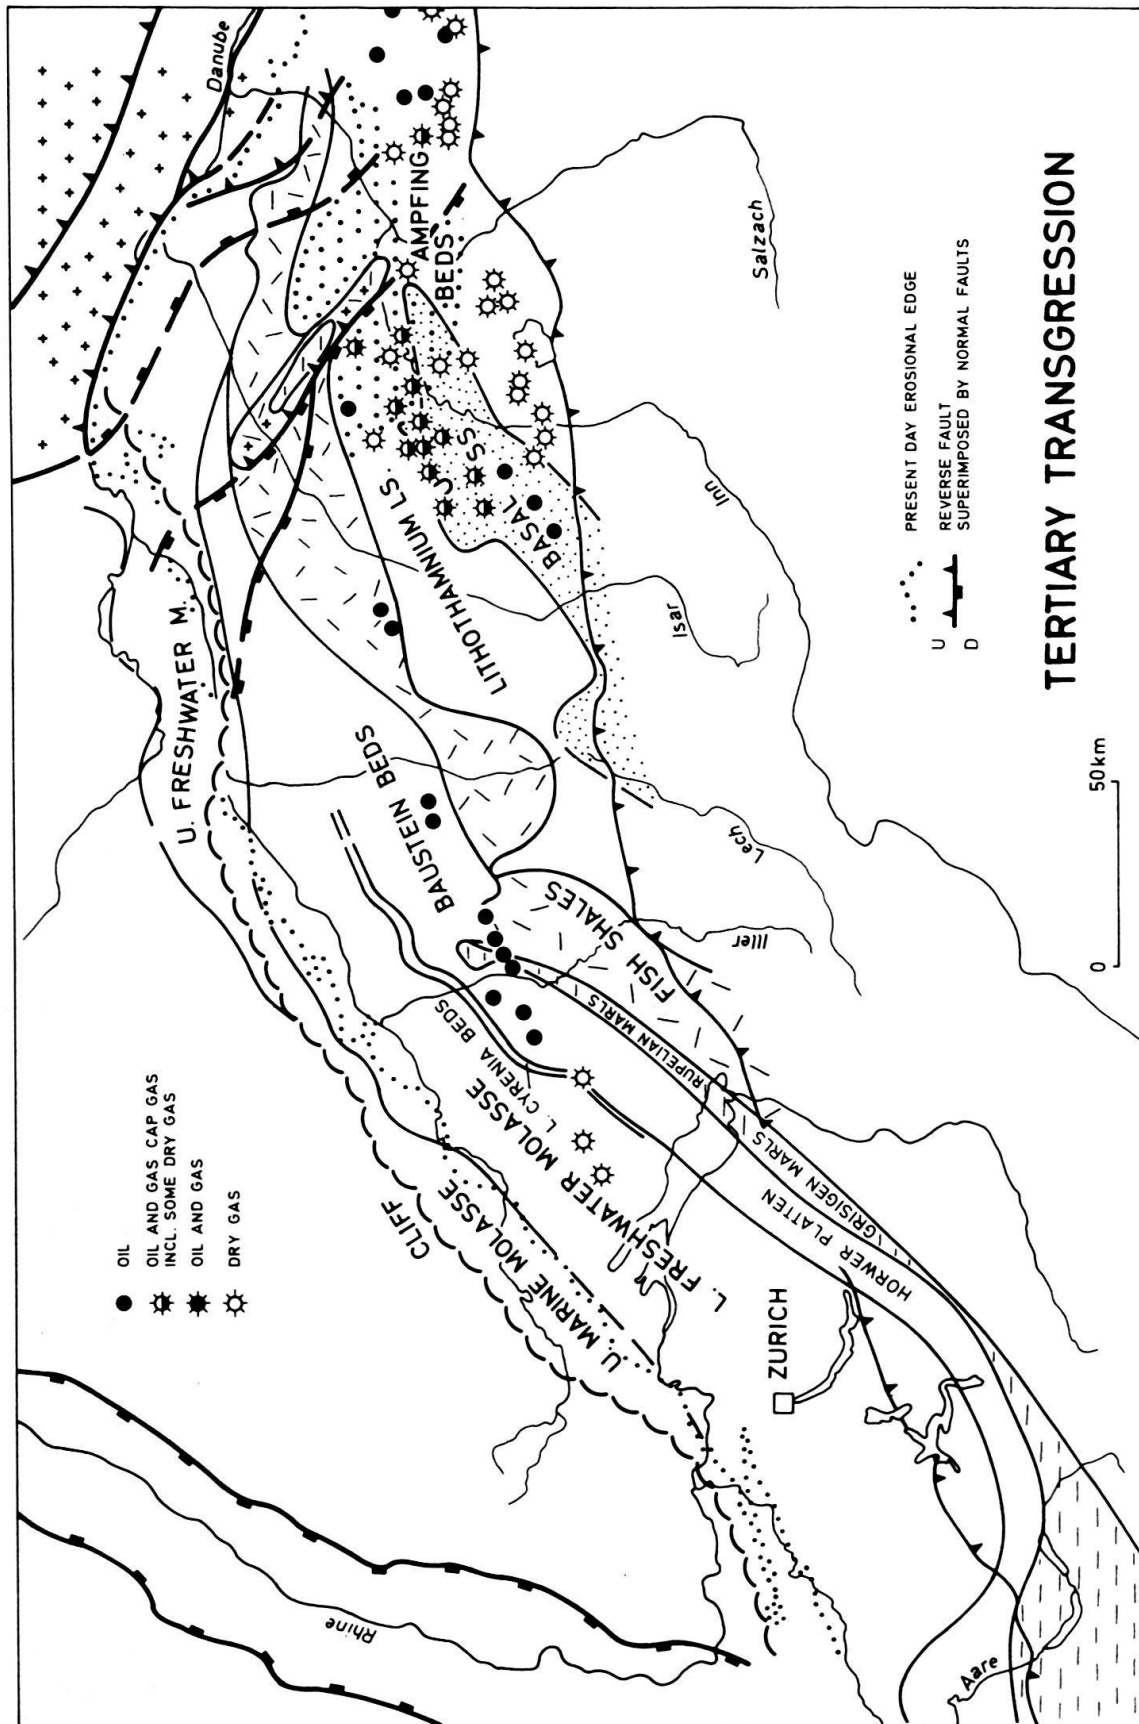 OIL
OIL AND GAS CAP GAS
INCL. SOME DRY GAS
OIL AND GAS
DRY GAS
Rhine
CLIFF
U. MARINE MOLASSE
U. FRESHWATER M.
Danube
L. FRESHWATER MOLASSE
L. CYRENIA BEDS
BAUSTEIN BEDS
LITHOTHAMNIUM LS
AMPFING
BEDS
BASAL SS
FISH SHALES
RUPELIAN MARLS
GRISIGEN MARLS
HORWER PLATTEN
ZURICH
Aare
Iller
Lech
Isar
Inn
Salzach
PRESENT DAY EROSIONAL EDGE
U
D
REVERSE FAULT
SUPERIMPOSED BY NORMAL FAULTS
0
50km
TERTIARY TRANSGRESSION